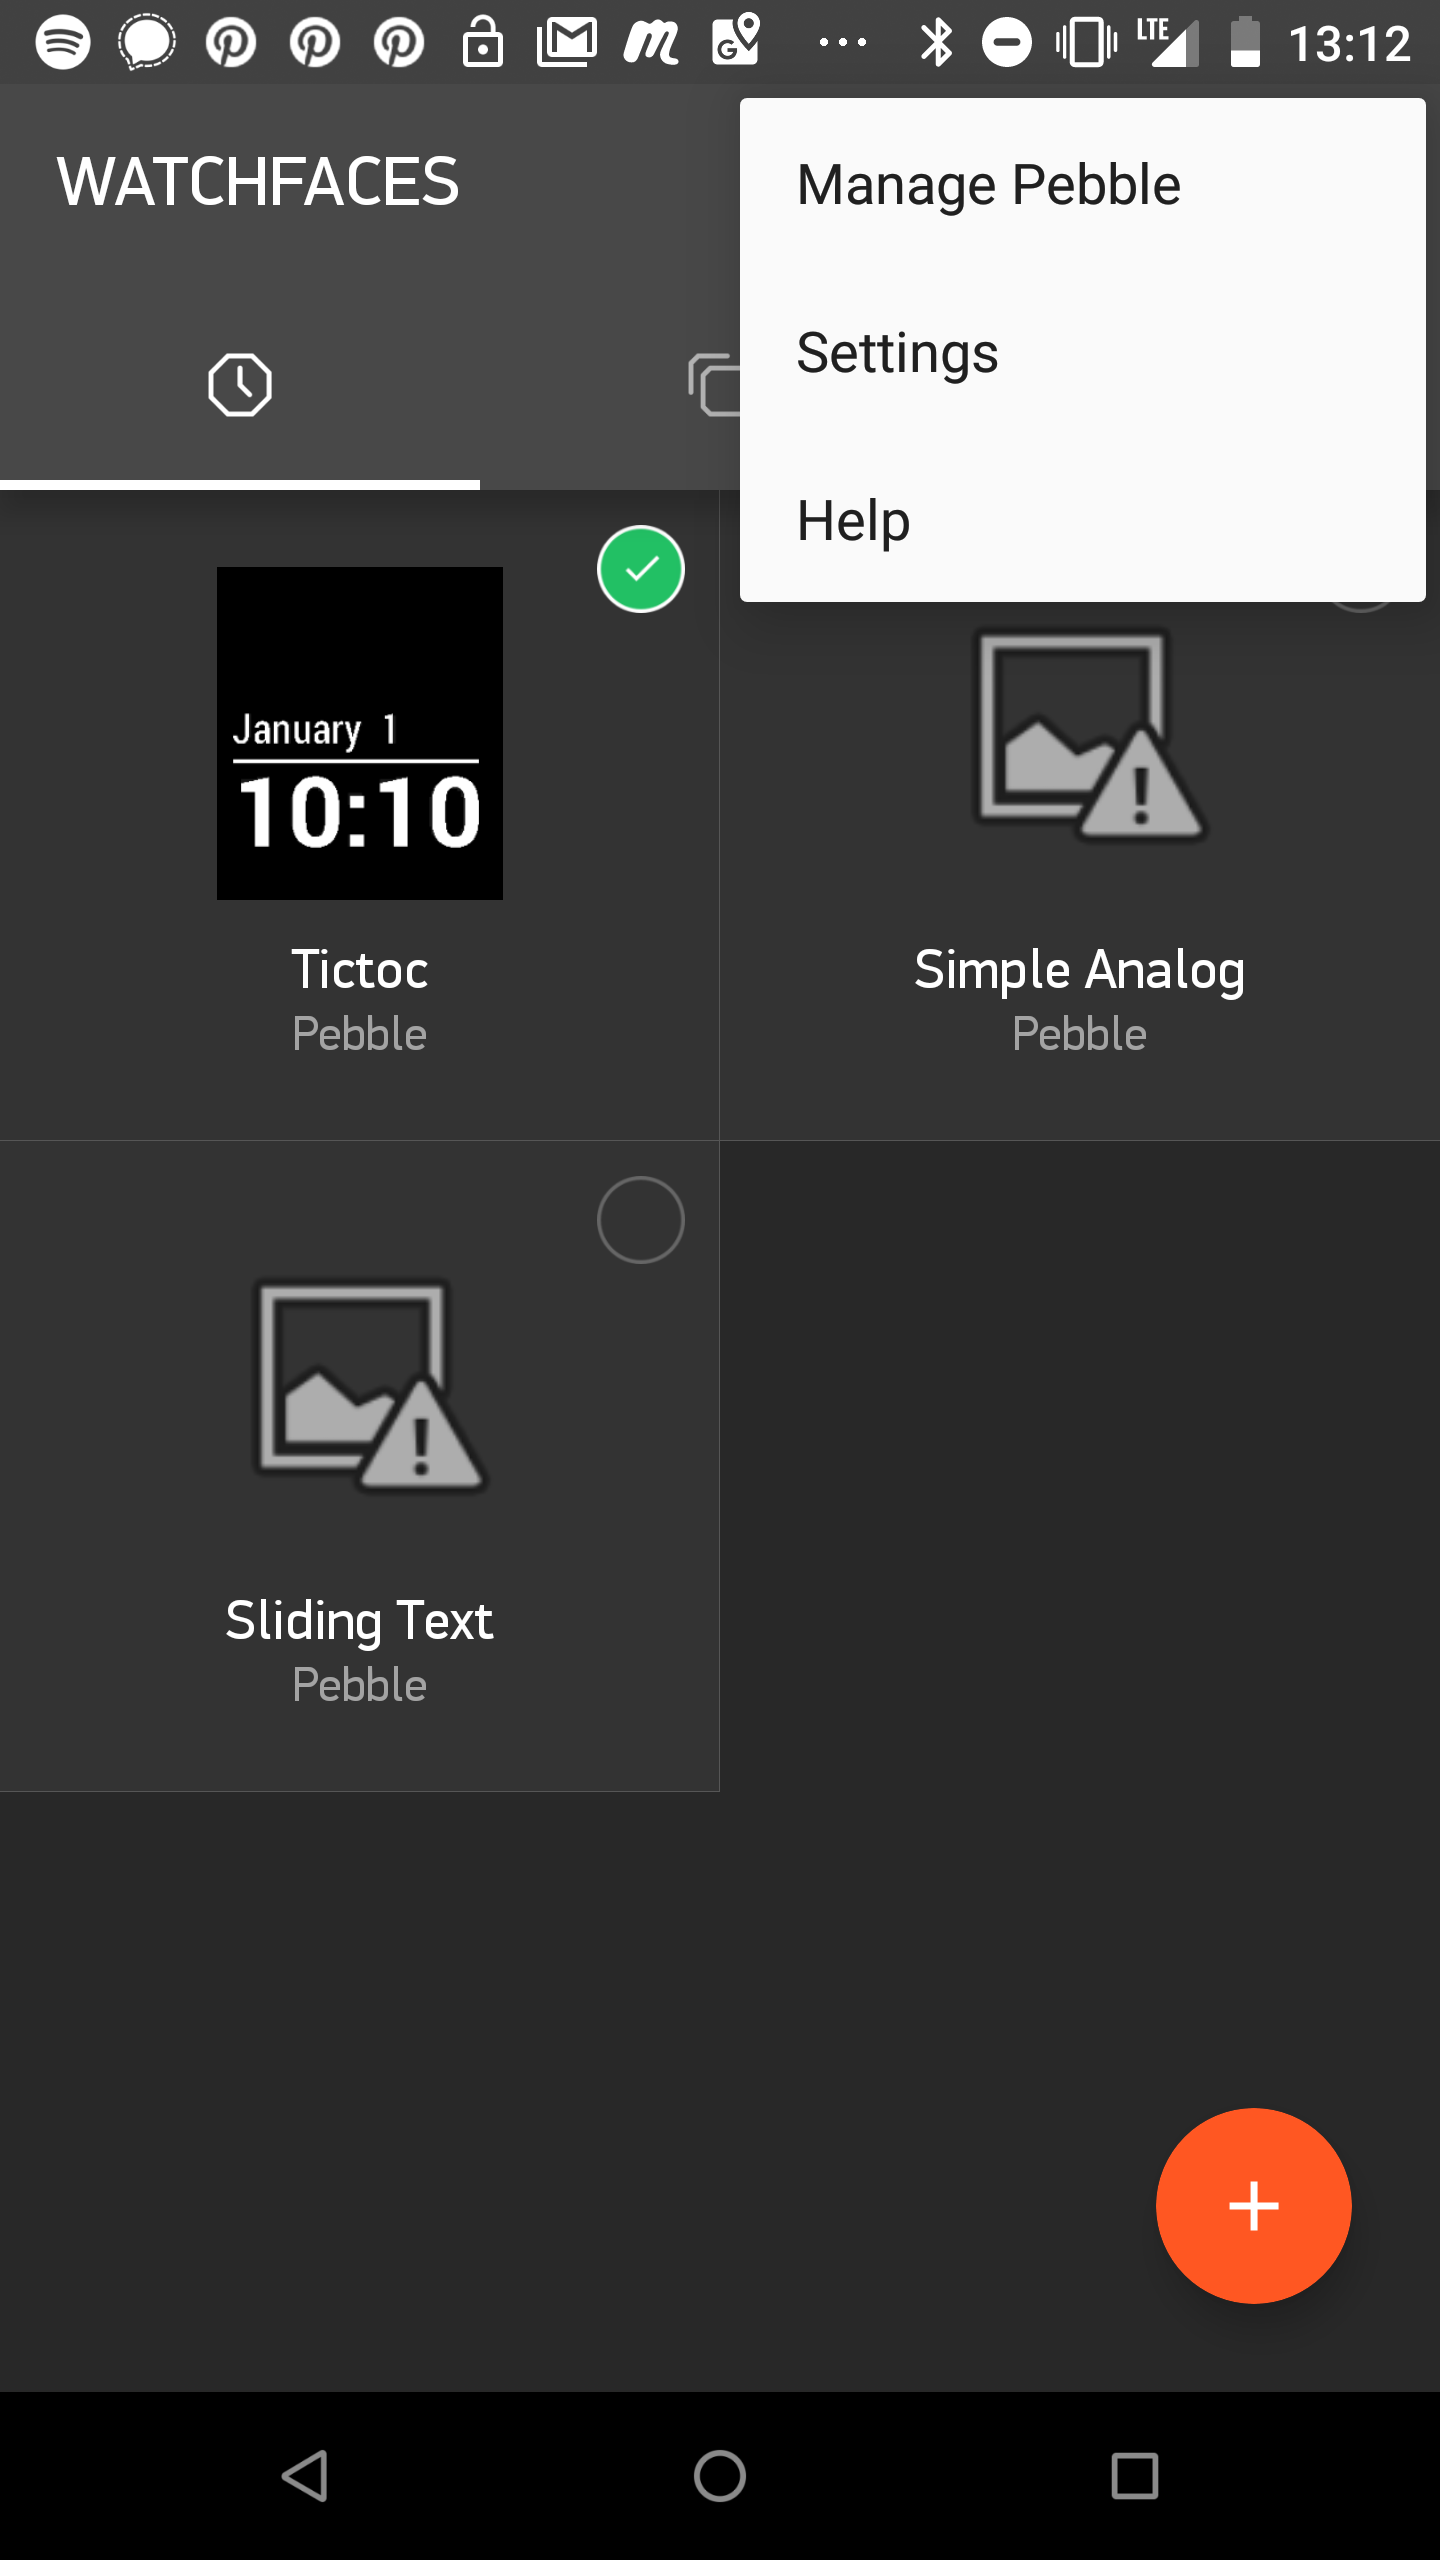 LTE 13:12
WATCHFACES
Manage Pebble
Settings
Help
January 1
10:10
Tictoc
Pebble
Simple Analog
Pebble
Sliding Text
Pebble